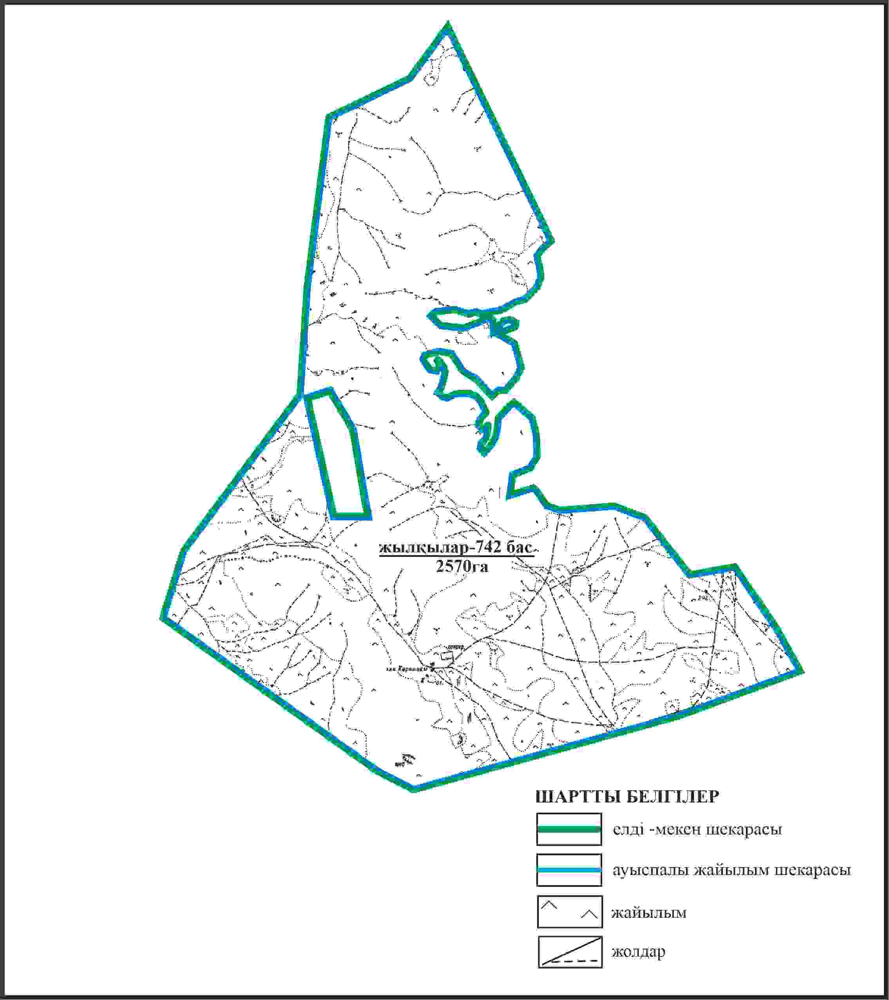 жылқылар-742 бас
2570га
ШАРТТЫ БЕЛГІЛЕР
елді -мекен шекарасы
ауыспалы жайылым шекарасы
жайылым
жолдар